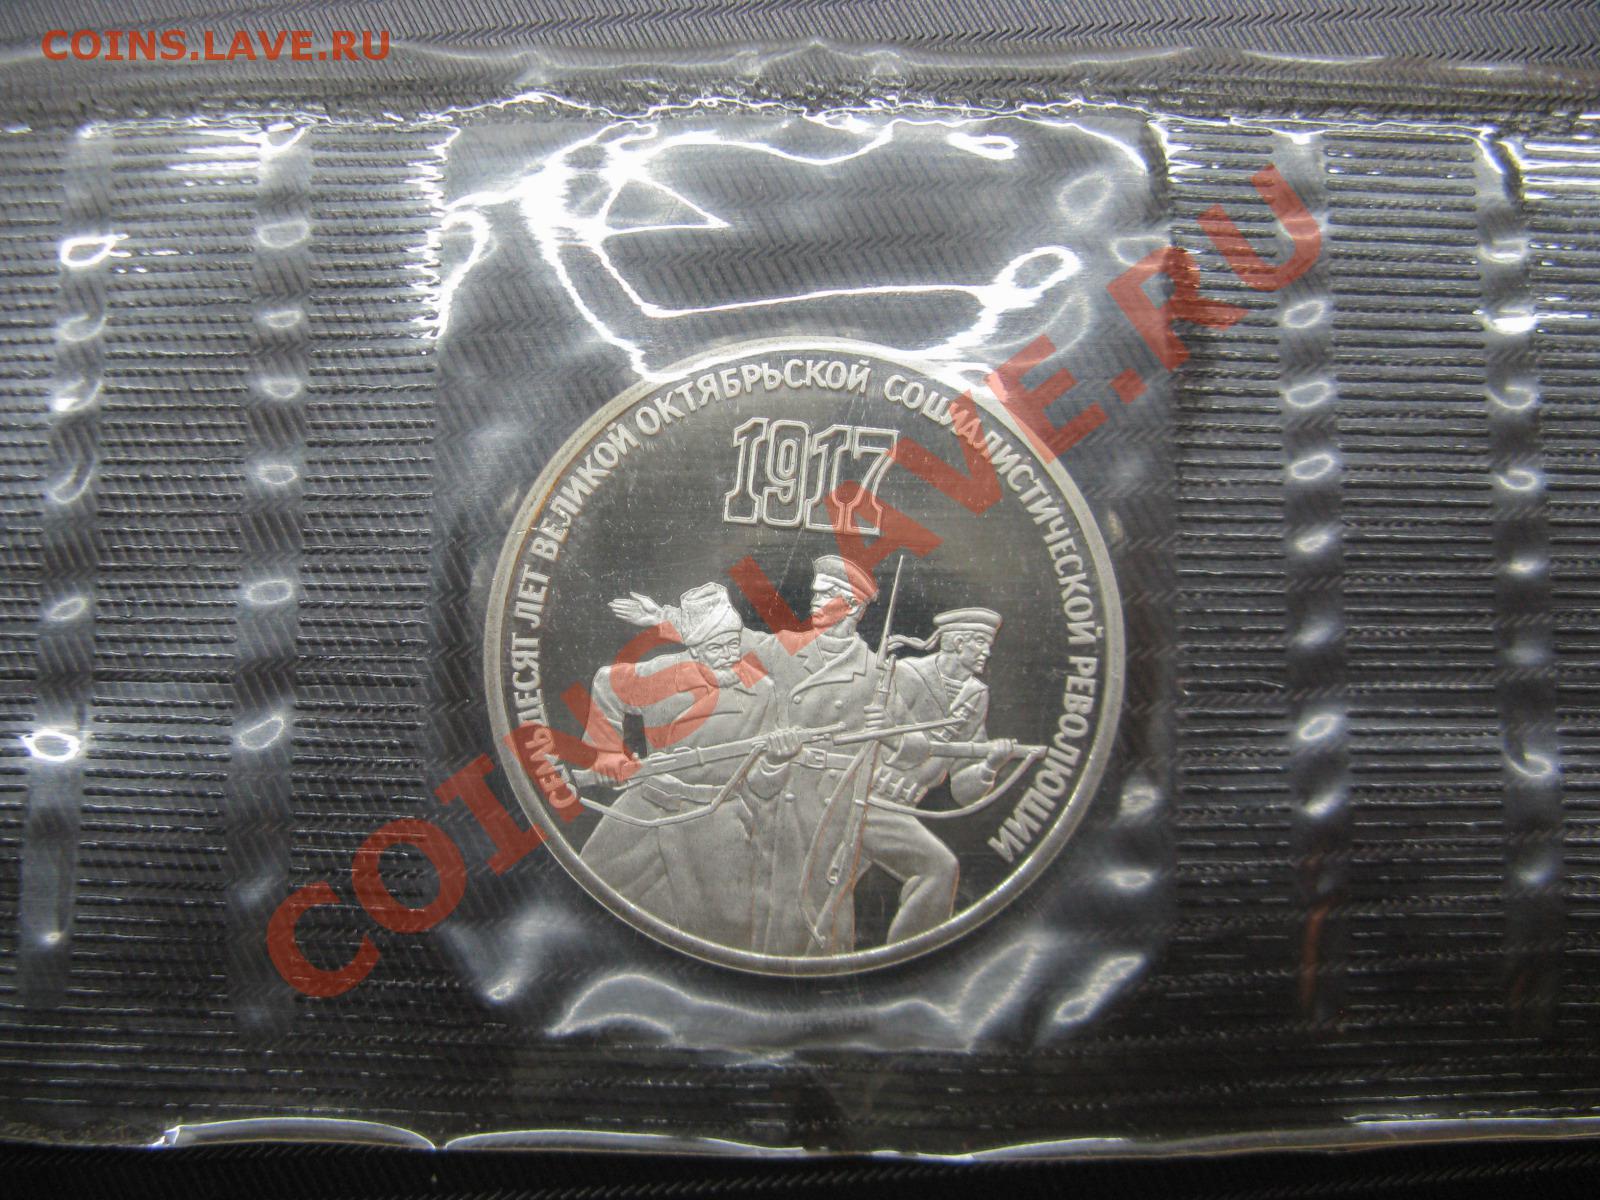 COINS.LAVE.RU
СЕМЬДЕСЯТ ЛЕТ ВЕЛИКОЙ ОКТЯБРЬСКОЙ СОЦИАЛИСТИЧЕСКОЙ РЕВОЛЮЦИИ
1917
COINS.LAVE.RU